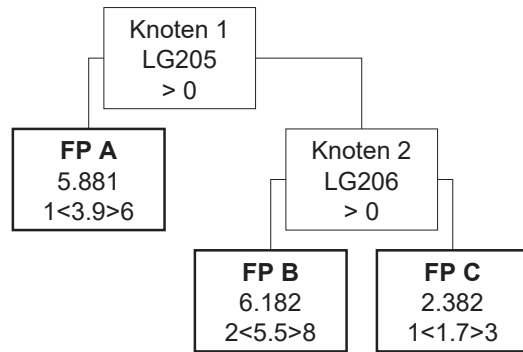 Knoten 1
LG205
> 0
FP A
5.881
1<3.9>6
Knoten 2
LG206
> 0
FP B
6.182
2<5.5>8
FP C
2.382
1<1.7>3